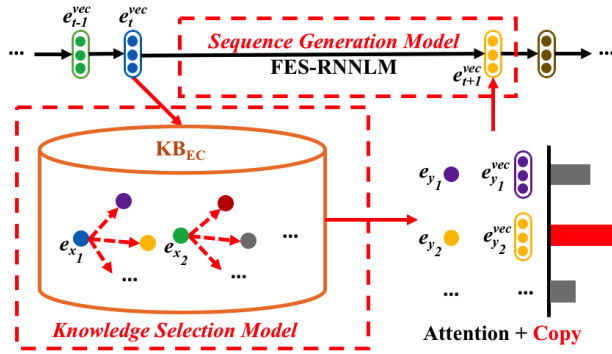 e_{t-1}^{vec} e_t^{vec}
... ...
Sequence Generation Model
FES-RNNLM
e_{t+1}^{vec}
KB_{EC}
e_{y_1} e_{y_1}^{vec}
e_{x_1} e_{x_2} ...
e_{y_2} e_{y_2}^{vec}
... ...
... ...
Knowledge Selection Model
Attention + Copy